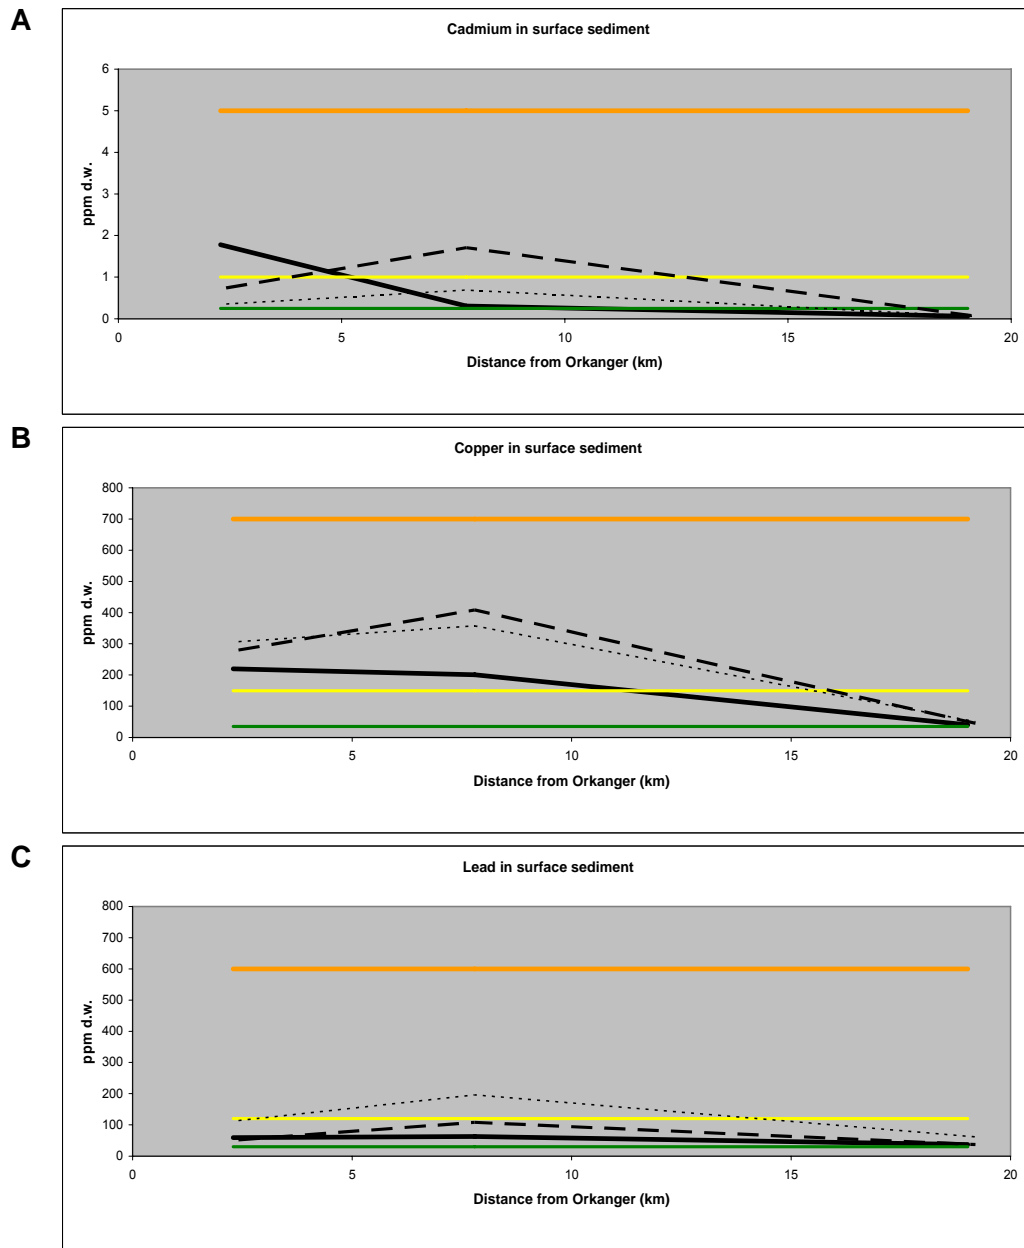 A
Cadmium in surface sediment
6
5
4
3
2
1
0
ppm d.w.
0 5 10 15 20
Distance from Orkanger (km)
B
Copper in surface sediment
800
700
600
500
400
300
200
100
0
ppm d.w.
0 5 10 15 20
Distance from Orkanger (km)
C
Lead in surface sediment
800
700
600
500
400
300
200
100
0
ppm d.w.
0 5 10 15 20
Distance from Orkanger (km)